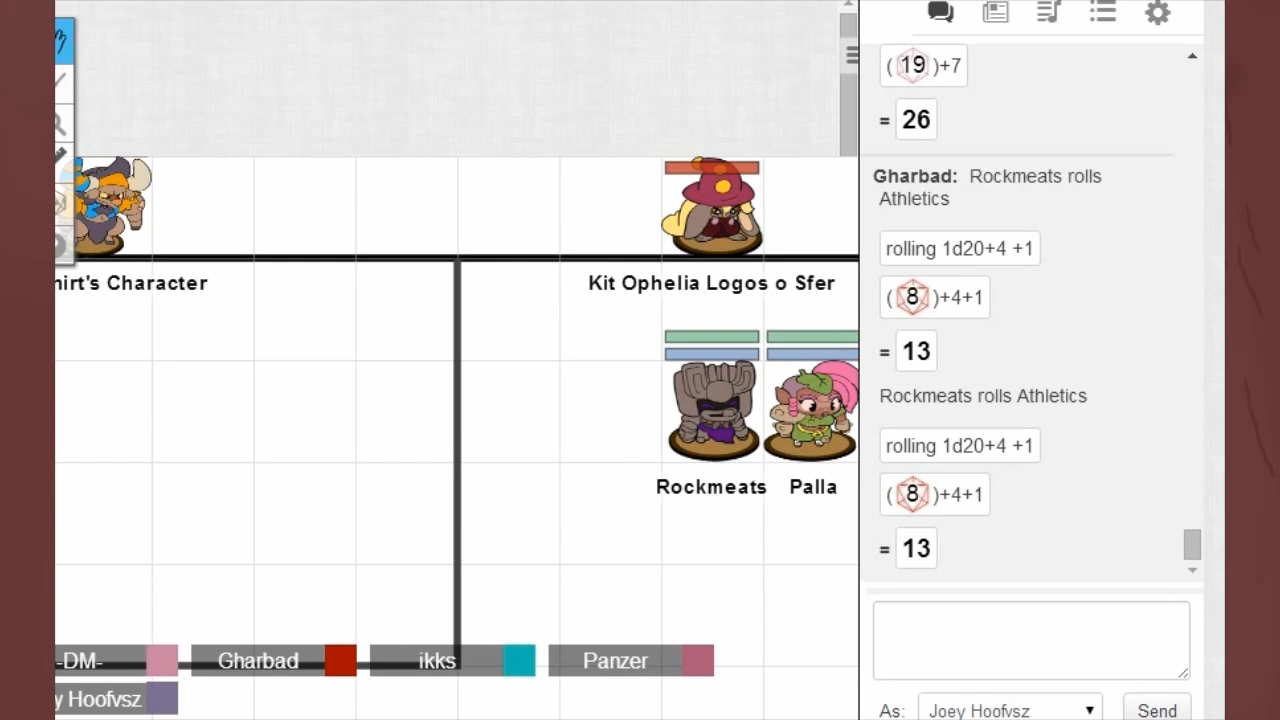 (19)+7
= 26
Gharbad: Rockmeats rolls
Athletics
rolling 1d20+4 +1
(8)+4+1
= 13
Rockmeats rolls Athletics
rolling 1d20+4 +1
(8)+4+1
= 13
hirt's Character
Kit Ophelia Logos o Sfer
Rockmeats
Palla
-DM-
Gharbad
ikks
Panzer
y Hoofvsz
As: Joey Hoofvsz
Send